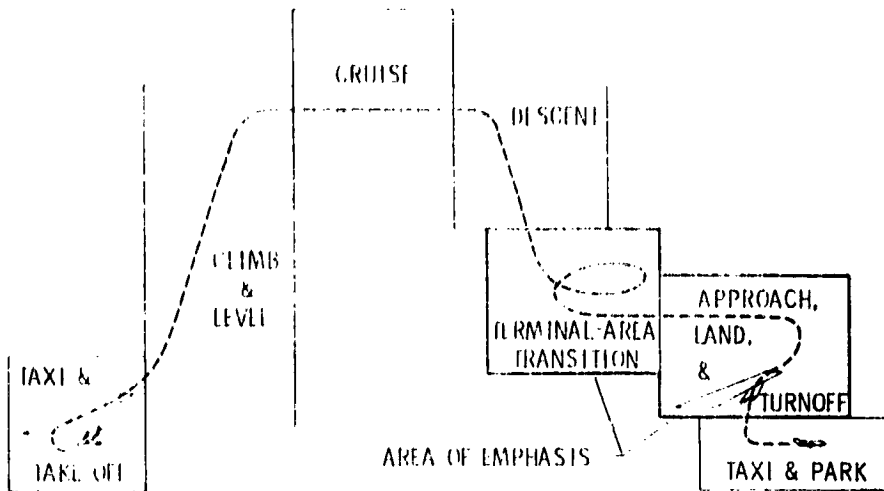 CRUISE
DESCENT
CLIMB
&
LEVEL
TAXI &
TAKE OFF
TERMINAL-AREA
TRANSITION
APPROACH,
LAND,
&
TURNOFF
AREA OF EMPHASIS
TAXI & PARK